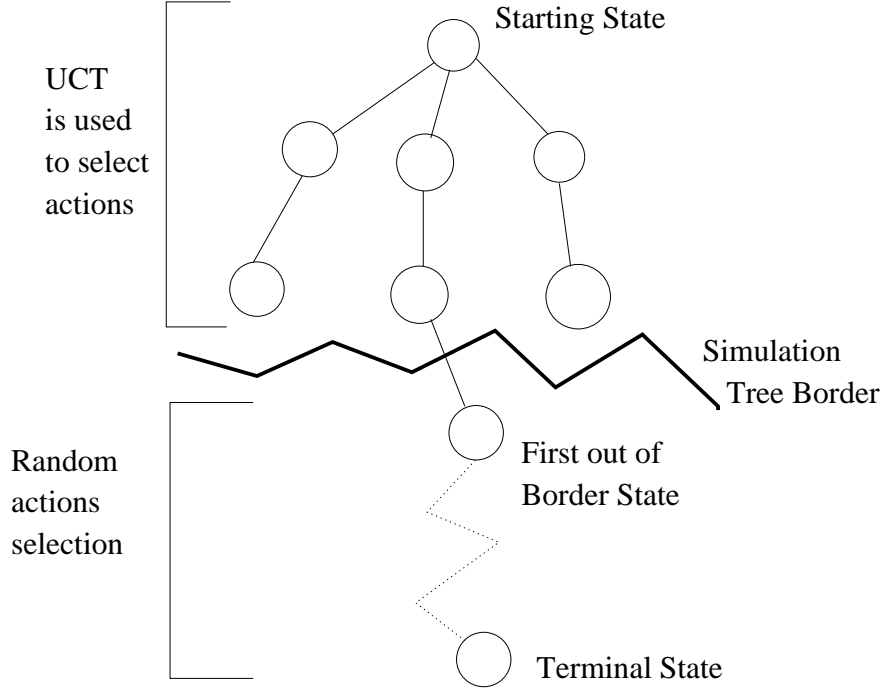 Starting State
UCT
is used
to select
actions
Simulation
Tree Border
First out of
Border State
Random
actions
selection
Terminal State